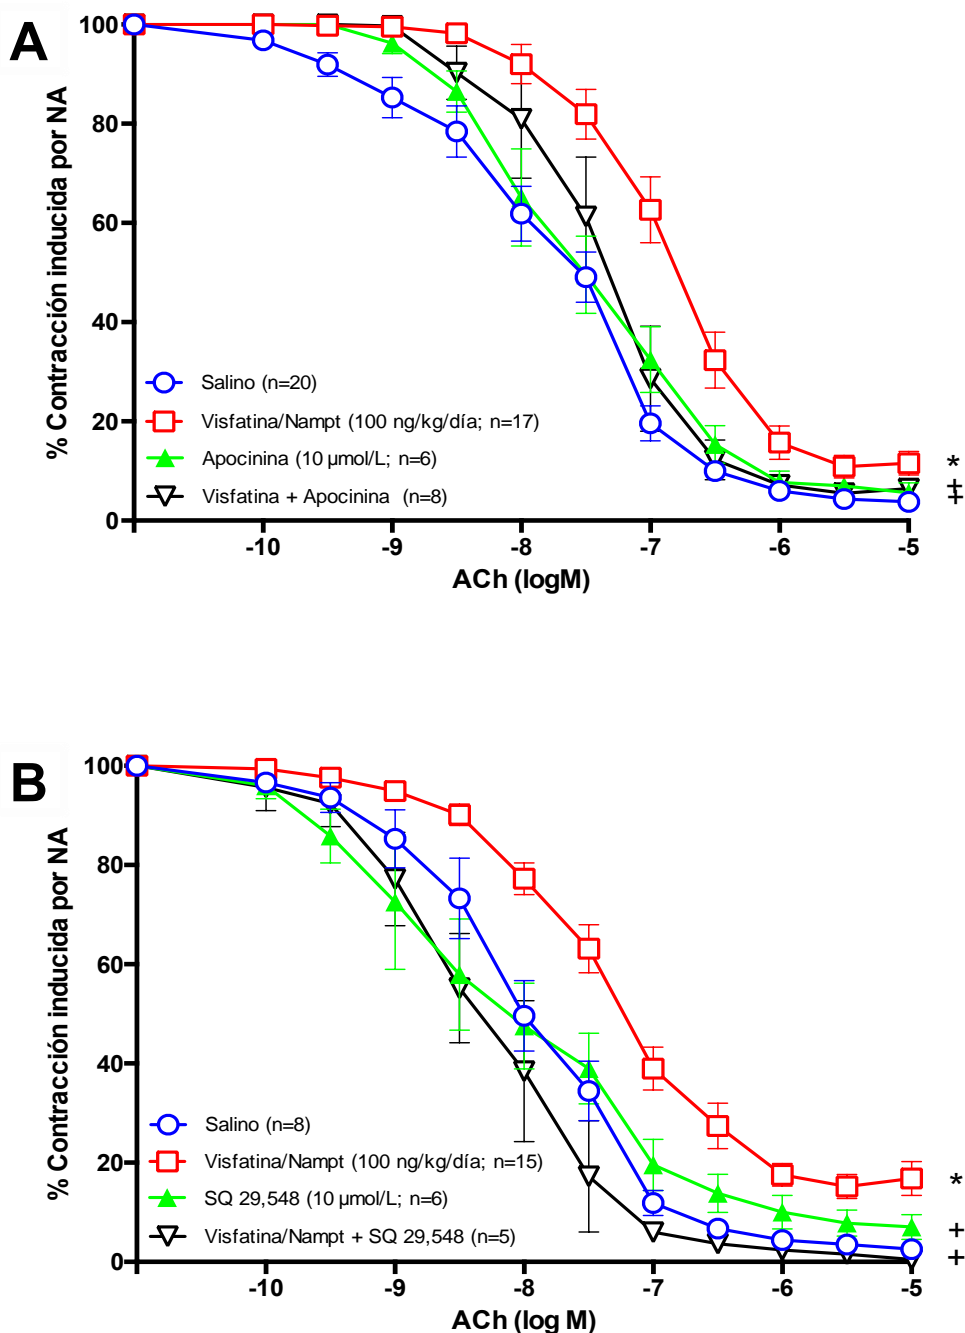 A
% Contracción inducida por NA
100
80
60
40
20
0
Salino (n=20)
Visfatina/Nampt (100 ng/kg/día; n=17)
Apocinina (10 µmol/L; n=6)
Visfatina + Apocinina (n=8)
*
+
+
-10 -9 -8 -7 -6 -5
ACh (logM)
B
% Contracción inducida por NA
100
80
60
40
20
0
Salino (n=8)
Visfatina/Nampt (100 ng/kg/día; n=15)
SQ 29,548 (10 µmol/L; n=6)
Visfatina/Nampt + SQ 29,548 (n=5)
*
+
+
-10 -9 -8 -7 -6 -5
ACh (log M)